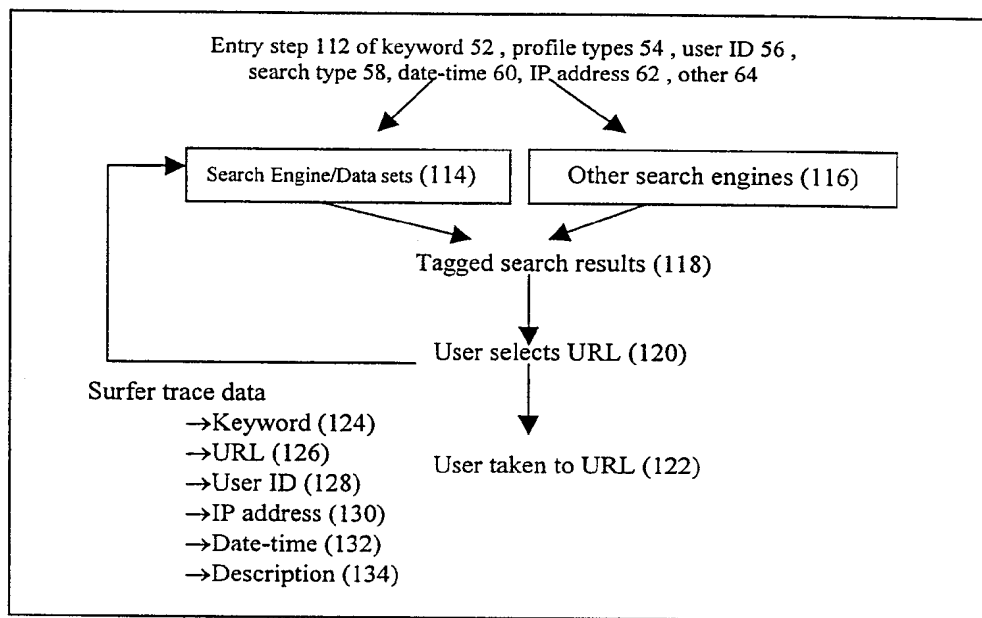 Entry step 112 of keyword 52 , profile types 54 , user ID 56 ,
search type 58, date-time 60, IP address 62 , other 64
Search Engine/Data sets (114)
Other search engines (116)
Tagged search results (118)
User selects URL (120)
Surfer trace data
→Keyword (124)
→URL (126)
User taken to URL (122)
→User ID (128)
→IP address (130)
→Date-time (132)
→Description (134)